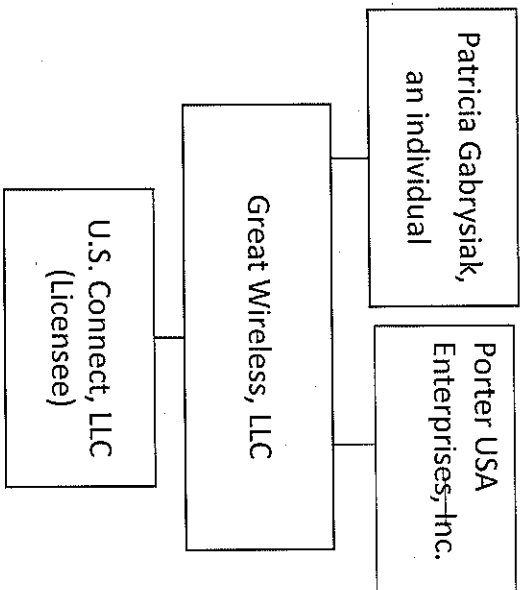 Patricia Gabrysiak,
an individual
Porter USA
Enterprises, Inc.
Great Wireless, LLC
U.S. Connect, LLC
(Licensee)